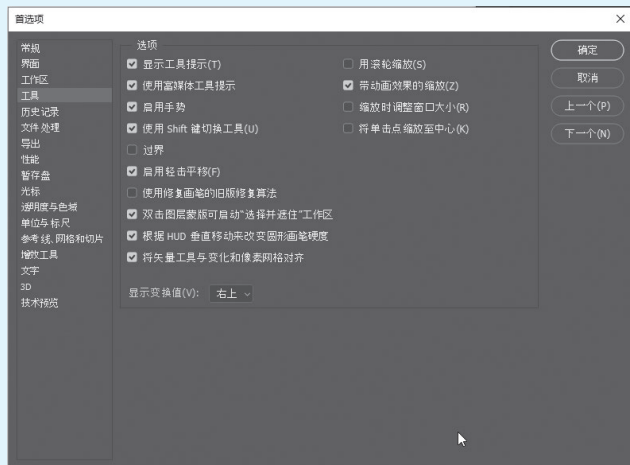 首选项
常规
界面
工作区
工具
历史记录
文件处理
导出
性能
暂存盘
光标
透明度与色域
单位与标尺
参考线、网格和切片
增效工具
文字
3D
技术预览
选项
显示工具提示(T)
使用富媒体工具提示
启用手势
使用 Shift 键切换工具(U)
过界
启用轻击平移(F)
使用修复画笔的旧版修复算法
双击图层蒙版可启动“选择并遮住”工作区
根据 HUD 垂直移动来改变圆形画笔硬度
将矢量工具与变化和像素网格对齐
显示变换值(V): 右上
用滚轮缩放(S)
带动画效果的缩放(Z)
缩放时调整窗口大小(R)
将单击点缩放至中心(K)
确定
取消
上一个(P)
下一个(N)